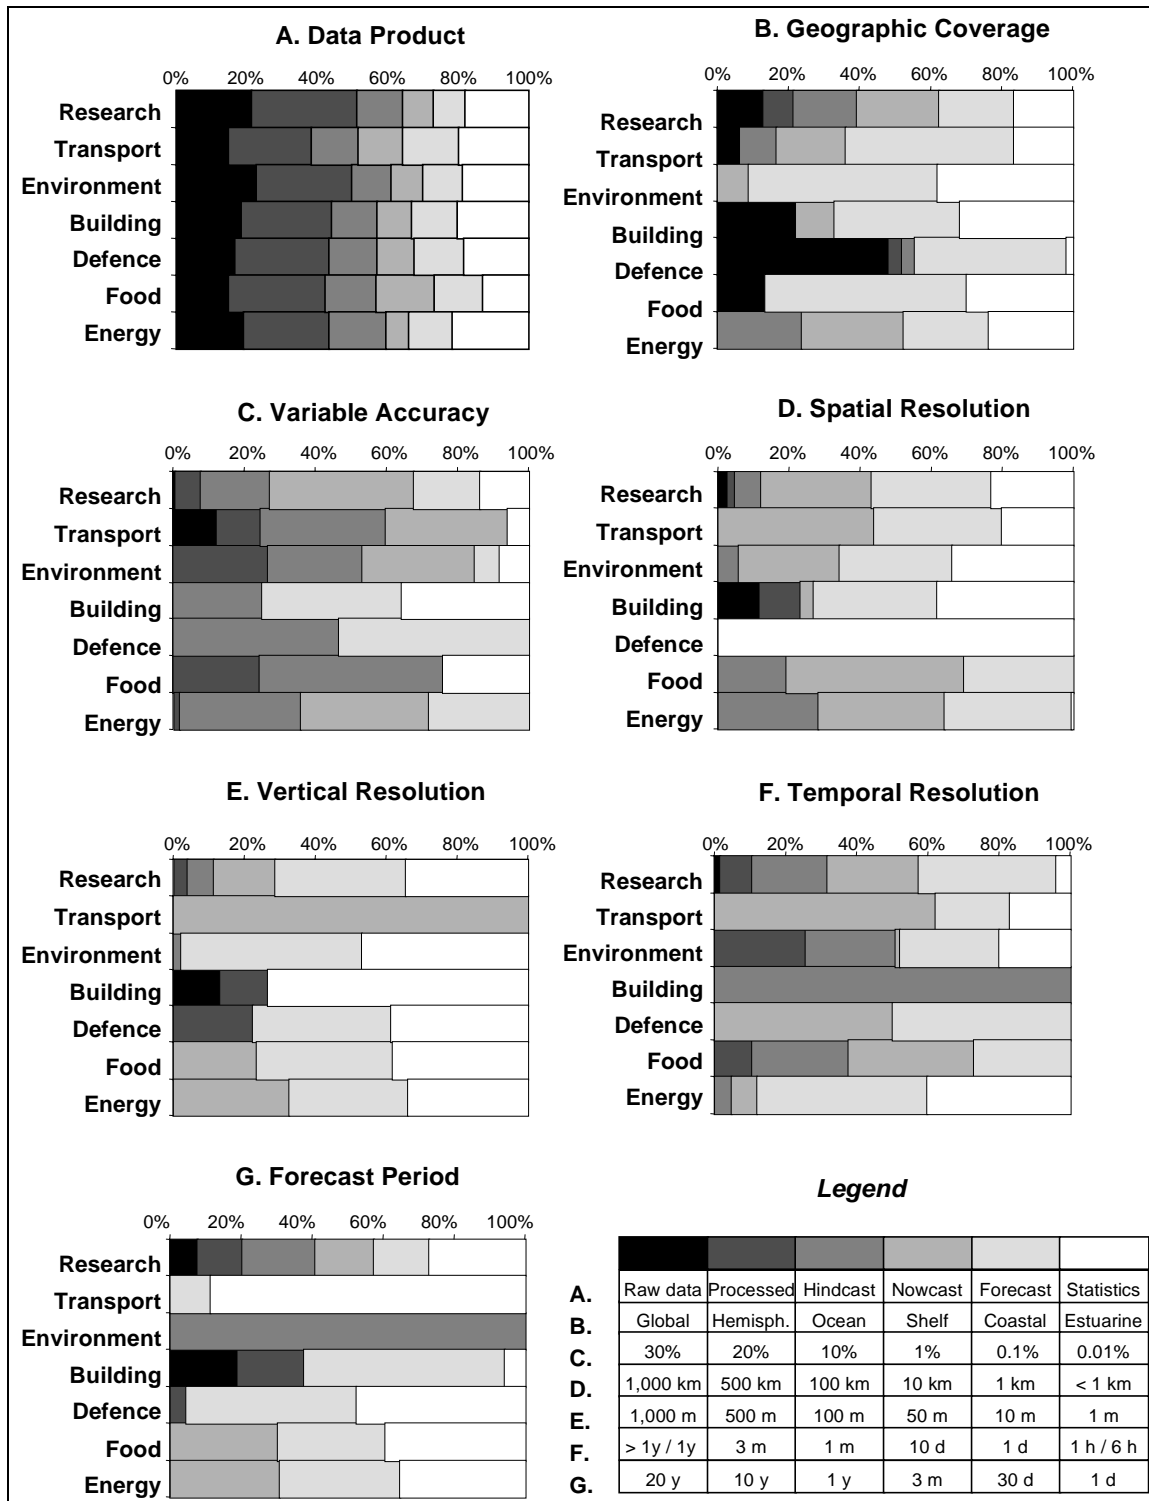 A. Data Product
0% 20% 40% 60% 80% 100%
Research
Transport
Environment
Building
Defence
Food
Energy
B. Geographic Coverage
0% 20% 40% 60% 80% 100%
Research
Transport
Environment
Building
Defence
Food
Energy
C. Variable Accuracy
0% 20% 40% 60% 80% 100%
Research
Transport
Environment
Building
Defence
Food
Energy
D. Spatial Resolution
0% 20% 40% 60% 80% 100%
Research
Transport
Environment
Building
Defence
Food
Energy
E. Vertical Resolution
0% 20% 40% 60% 80% 100%
Research
Transport
Environment
Building
Defence
Food
Energy
F. Temporal Resolution
0% 20% 40% 60% 80% 100%
Research
Transport
Environment
Building
Defence
Food
Energy
G. Forecast Period
0% 20% 40% 60% 80% 100%
Research
Transport
Environment
Building
Defence
Food
Energy
Legend
A. Raw data Processed Hindcast Nowcast Forecast Statistics
B. Global Hemisph. Ocean Shelf Coastal Estuarine
C. 30% 20% 10% 1% 0.1% 0.01%
D. 1,000 km 500 km 100 km 10 km 1 km < 1 km
E. 1,000 m 500 m 100 m 50 m 10 m 1 m
F. > 1y / 1y 3 m 1 m 10 d 1 d 1 h / 6 h
G. 20 y 10 y 1 y 3 m 30 d 1 d